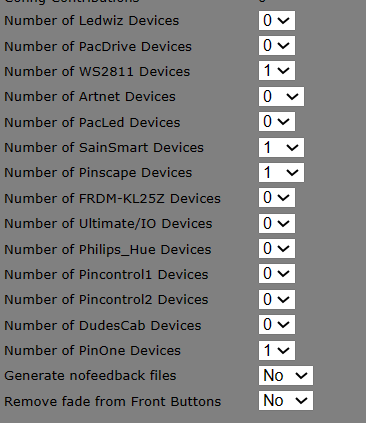 Config Contributions 0
Number of Ledwiz Devices 0
Number of PacDrive Devices 0
Number of WS2811 Devices 1
Number of Artnet Devices 0
Number of PacLed Devices 0
Number of SainSmart Devices 1
Number of Pinscape Devices 1
Number of FRDM-KL25Z Devices 0
Number of Ultimate/IO Devices 0
Number of Philips_Hue Devices 0
Number of Pincontrol1 Devices 0
Number of Pincontrol2 Devices 0
Number of DudesCab Devices 0
Number of PinOne Devices 1
Generate nofeedback files No
Remove fade from Front Buttons No